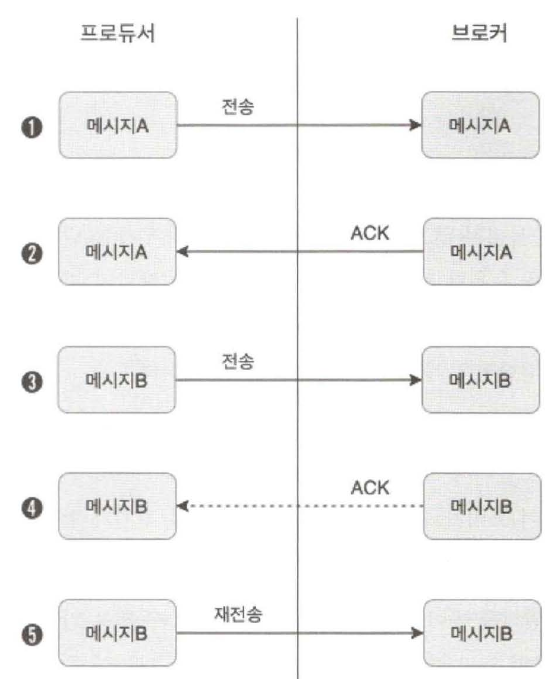 프로듀서 브로커
전송
❶ 메시지A 메시지A
ACK
❷ 메시지A 메시지A
전송
❸ 메시지B 메시지B
ACK
❹ 메시지B 메시지B
재전송
❺ 메시지B 메시지B